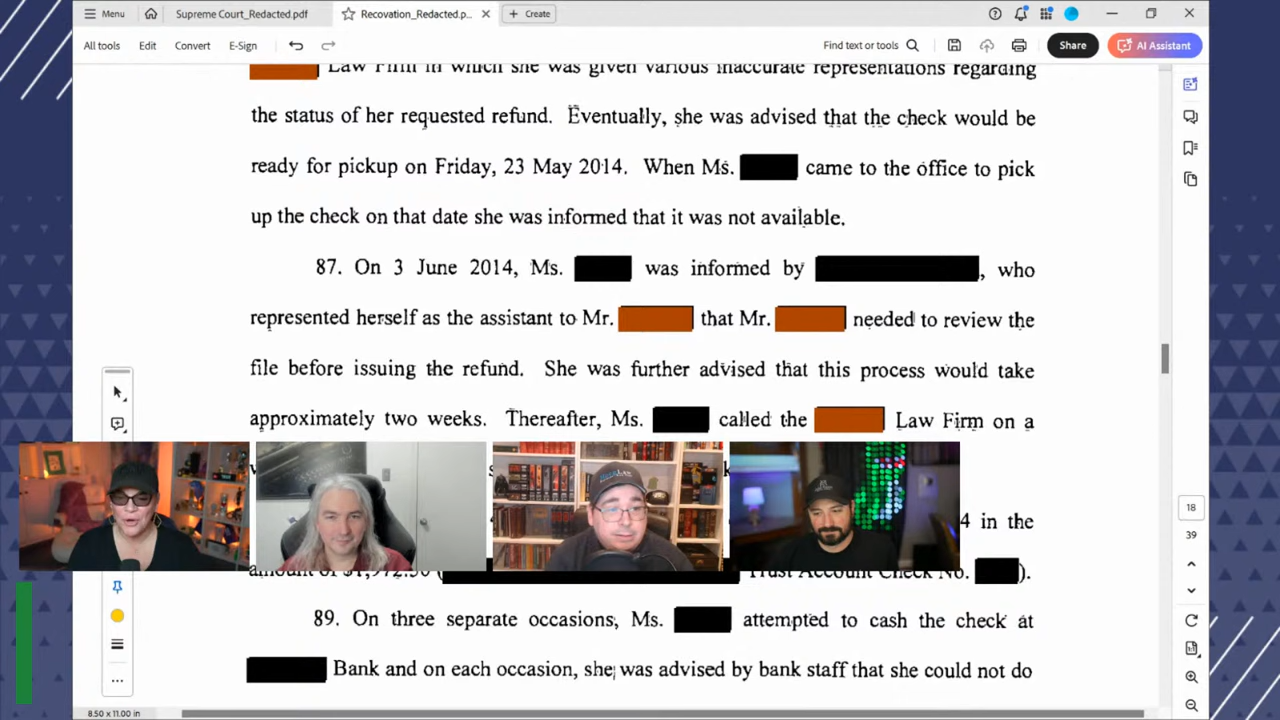 Menu
Supreme Court_Redacted.pdf
Recovation_Redacted.p...
+ Create
All tools
Edit
Convert
E-Sign
Find text or tools
Share
AI Assistant
Law Firm in which she was given various inaccurate representations regarding
the status of her requested refund. Eventually, she was advised that the check would be
ready for pickup on Friday, 23 May 2014. When Ms. came to the office to pick
up the check on that date she was informed that it was not available.
87. On 3 June 2014, Ms. was informed by , who
represented herself as the assistant to Mr. that Mr. needed to review the
file before issuing the refund. She was further advised that this process would take
approximately two weeks. Thereafter, Ms. called the Law Firm on a
4 in the
amount of $1,972.50 ( Trust Account Check No. ).
89. On three separate occasions, Ms. attempted to cash the check at
Bank and on each occasion, she was advised by bank staff that she could not do
18
39
8.50 x 11.00 in